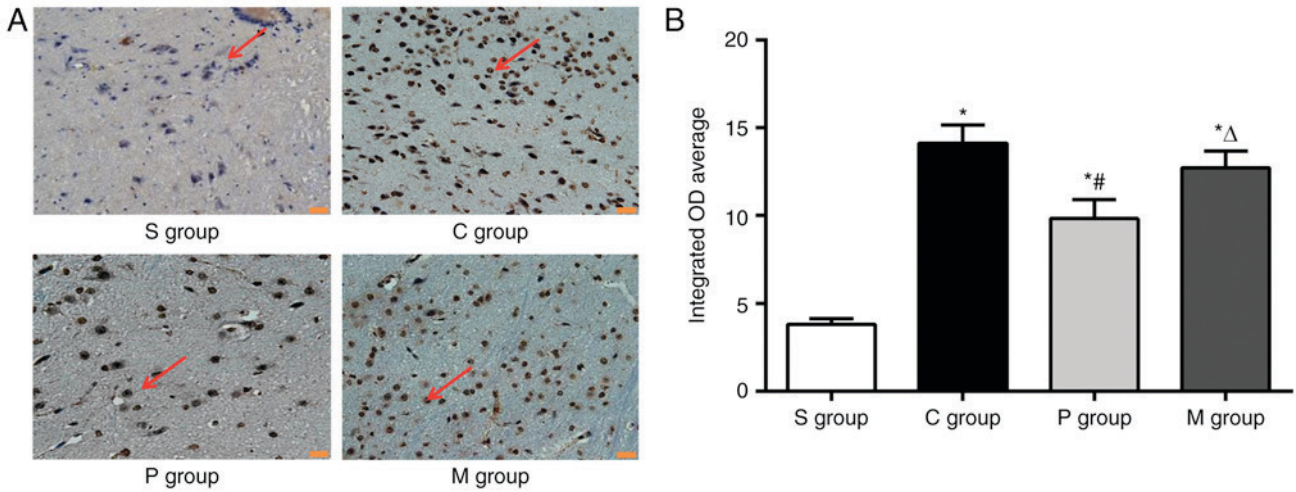 A
S group
C group
P group
M group
B
Integrated OD average
20
15
10
5
0
*
*#
*Δ
S group
C group
P group
M group